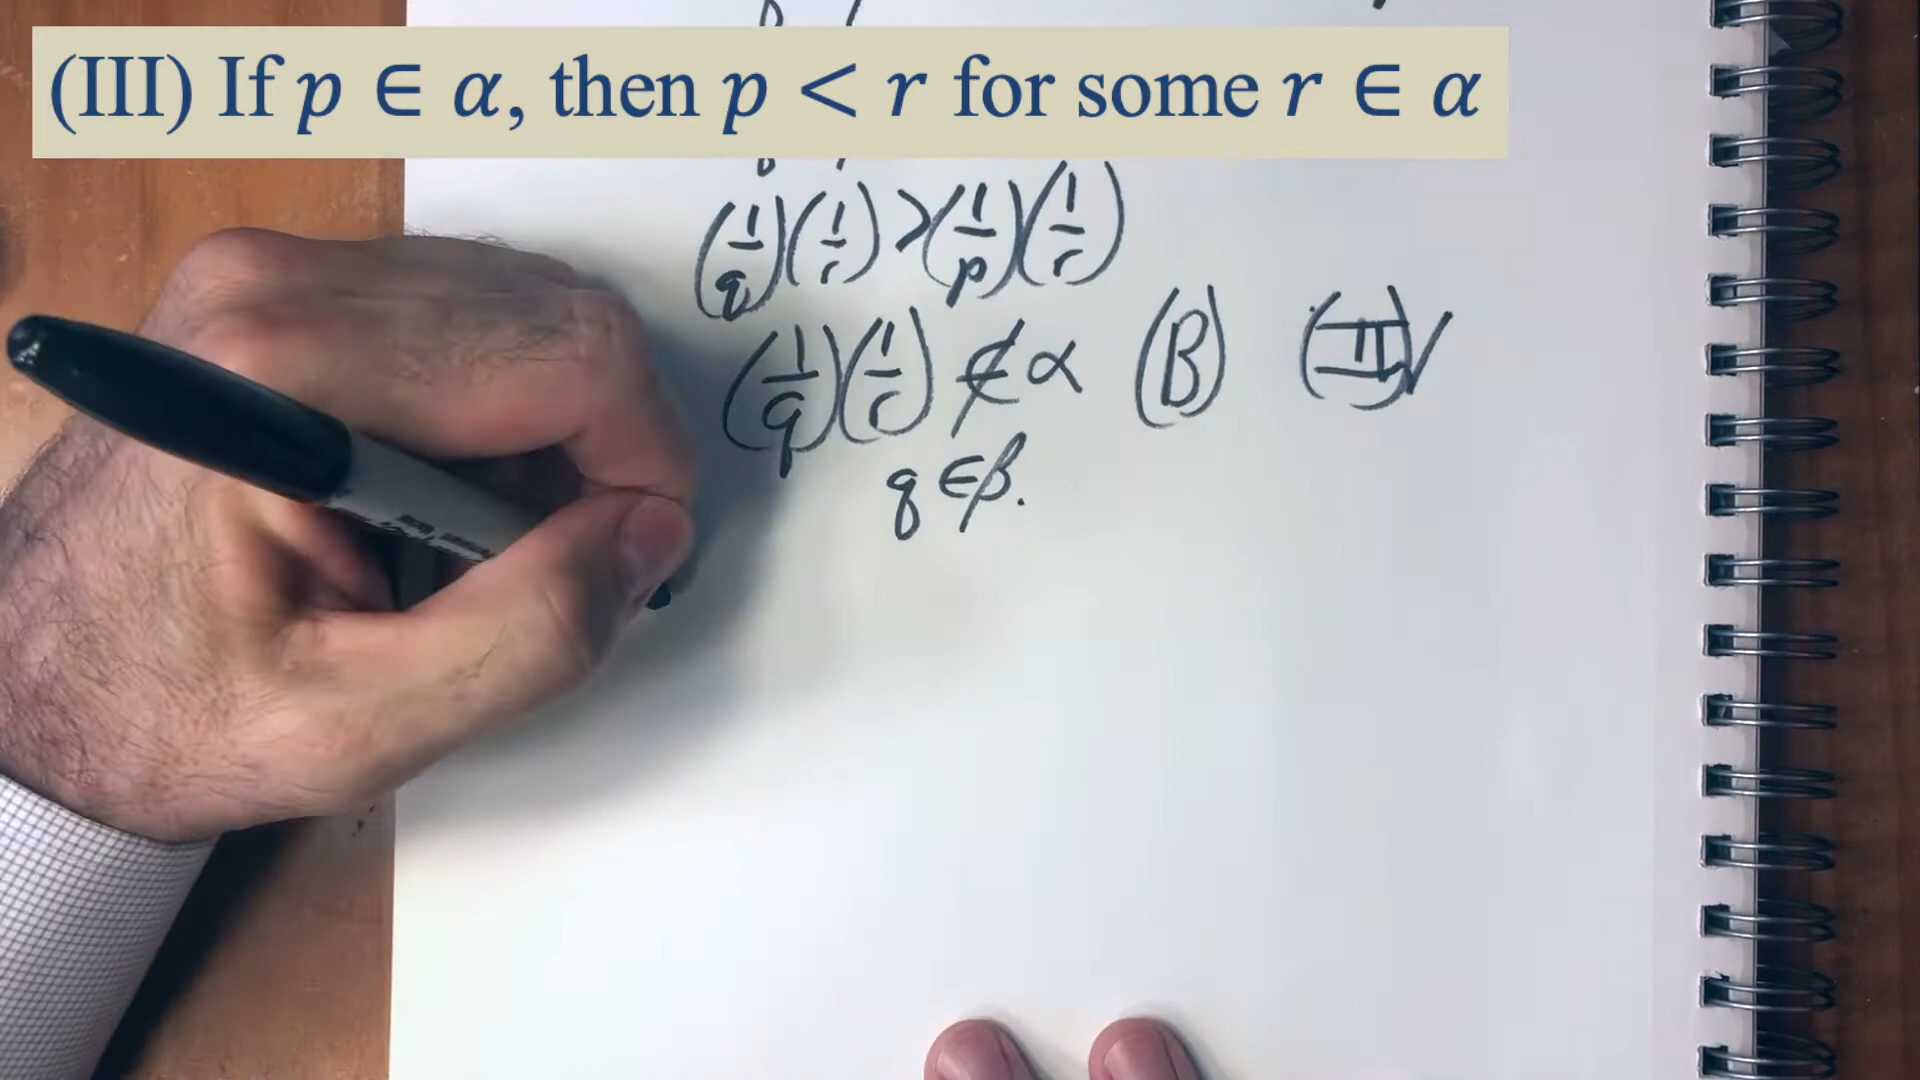 (III) If p ∈ α, then p < r for some r ∈ α
(1/q)(1/r) > (1/p)(1/r)
(1/q)(1/r) ∉ α (B) (II)✓
q ∈ β.